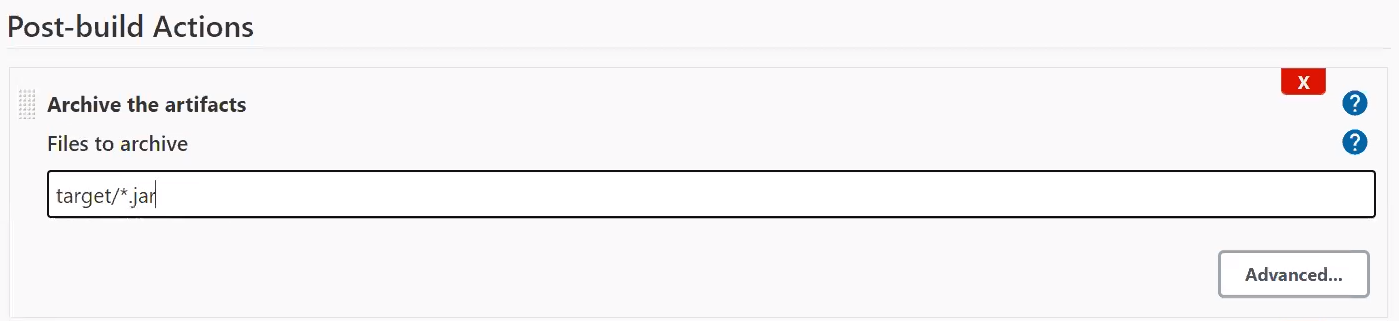 Post-build Actions
X
Archive the artifacts
?
Files to archive
?
target/*.jar
Advanced...